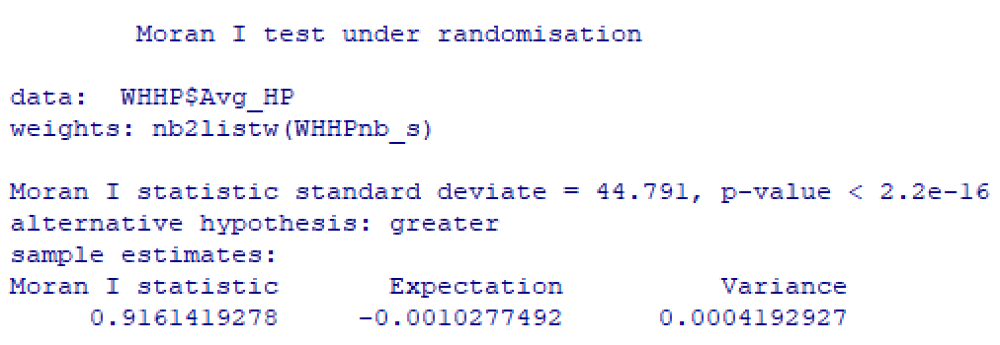 Moran I test under randomisation
data:  WHHP$Avg_HP
weights: nb2listw(WHHPnb_s)
Moran I statistic standard deviate = 44.791, p-value < 2.2e-16
alternative hypothesis: greater
sample estimates:
Moran I statistic       Expectation          Variance
     0.9161419278     -0.0010277492      0.0004192927